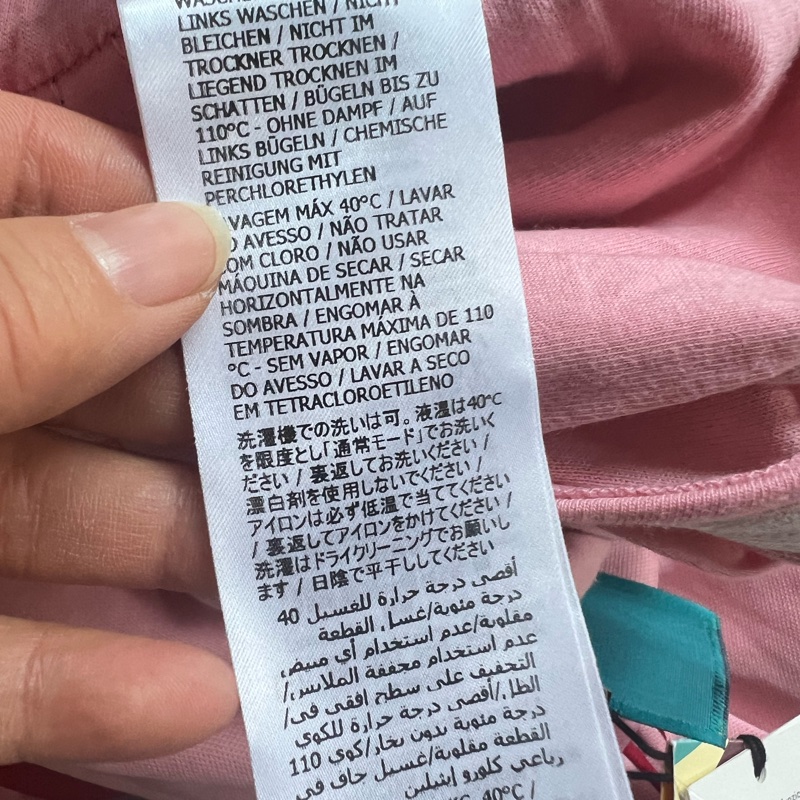 LINKS WASCHEN / NICHT
BLEICHEN / NICHT IM
TROCKNER TROCKNEN /
LIEGEND TROCKNEN IM
SCHATTEN / BÜGELN BIS ZU
110ºC - OHNE DAMPF / AUF
LINKS BÜGELN / CHEMISCHE
REINIGUNG MIT
PERCHLORETHYLEN
VAGEM MÁX 40ºC / LAVAR
AVESSO / NÃO TRATAR
OM CLORO / NÃO USAR
MÁQUINA DE SECAR / SECAR
HORIZONTALMENTE NA
SOMBRA / ENGOMAR À
TEMPERATURA MÁXIMA DE 110
ºC - SEM VAPOR / ENGOMAR
DO AVESSO / LAVAR A SECO
EM TETRACLOROETILENO
洗濯機での洗いは可。液温は40℃
を限度とし「通常モード」でお洗いく
ださい / 裏返してお洗いください /
漂白剤を使用しないでください /
アイロンは必ず低温で当ててください
/ 裏返してアイロンをかけてください /
洗濯はドライクリーニングでお願いし
ます / 日陰で平干ししてください
أقصى درجة حرارة للغسيل 40
درجة مئوية/غسل القطعة
مقلوبة/عدم استخدام أي مبيض
عدم استخدام مجففة الملابس/
التجفيف على سطح افقي في/
الظل/أقصى درجة حرارة للكوي
110 درجة مئوية بدون بخار/كوي
القطعة مقلوبة/غسيل جاف في
رباعي كلورو إيثيلين
40ºC /